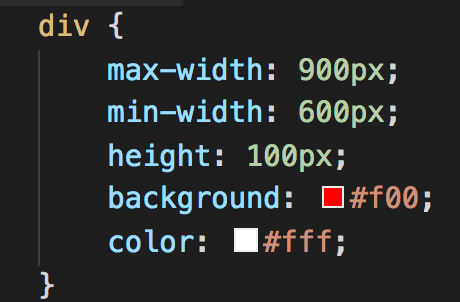 div {
max-width: 900px;
min-width: 600px;
height: 100px;
background: #f00;
color: #fff;
}